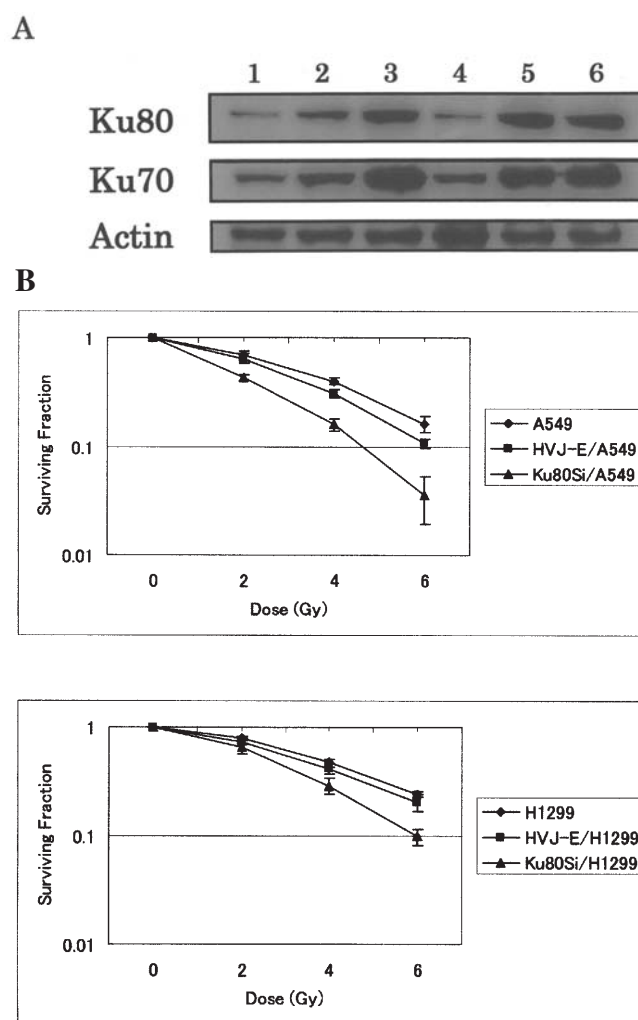 A
1 2 3 4 5 6
Ku80
Ku70
Actin
B
1
0.1
0.01
Surviving Fraction
0 2 4 6
Dose (Gy)
A549
HVJ-E/A549
Ku80Si/A549
1
0.1
0.01
Surviving Fraction
0 2 4 6
Dose (Gy)
H1299
HVJ-E/H1299
Ku80Si/H1299